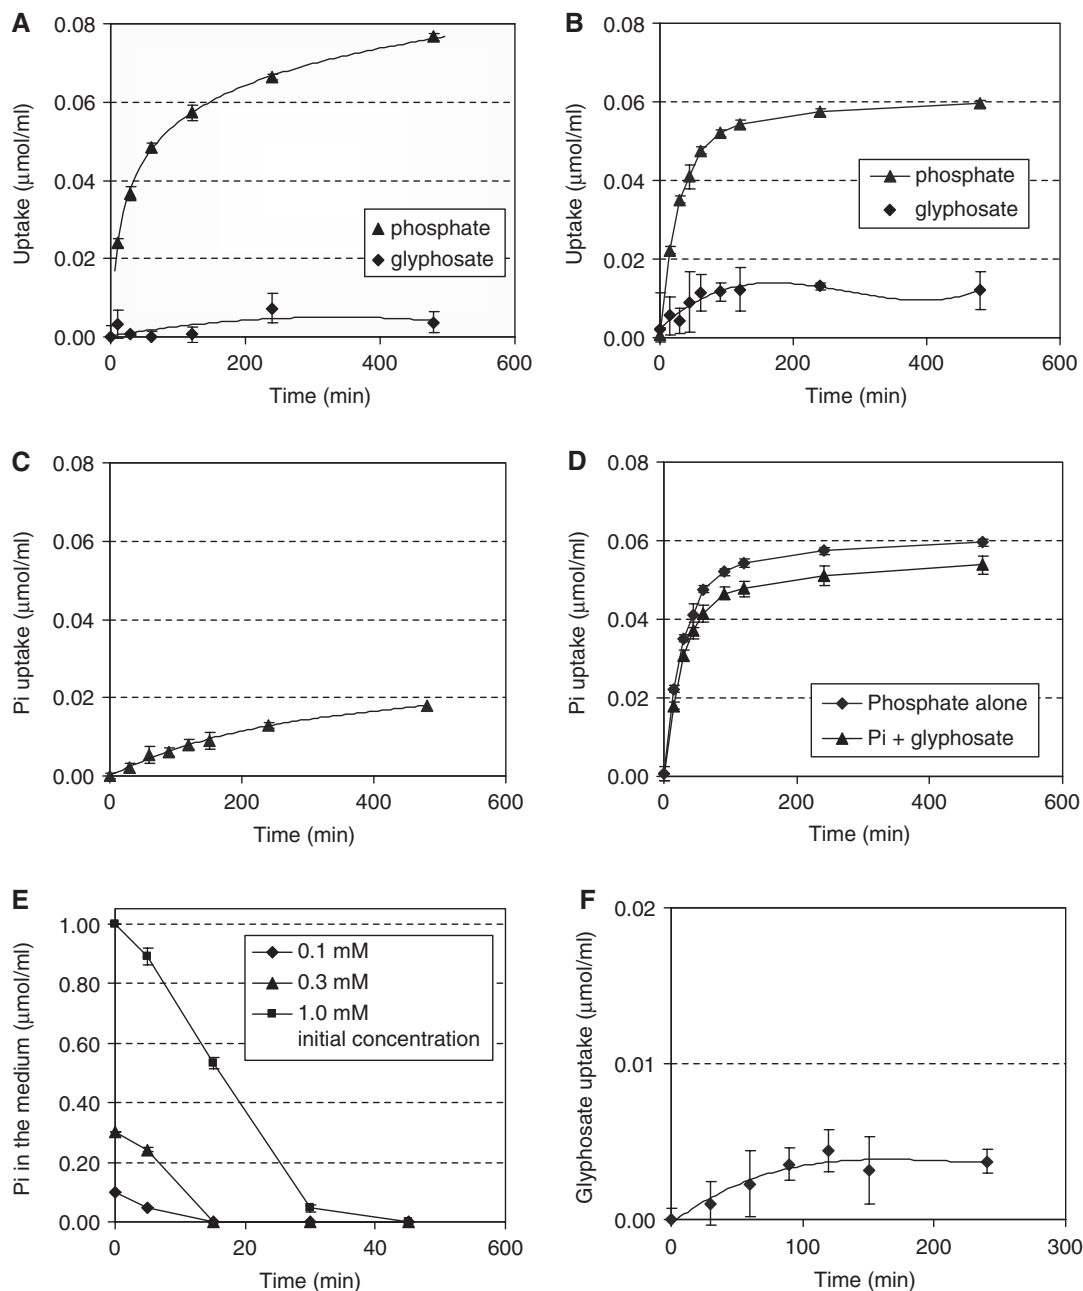 A
0.08
0.06
0.04
0.02
0.00
Uptake (µmol/ml)
phosphate
glyphosate
0
200
400
600
Time (min)
B
0.08
0.06
0.04
0.02
0.00
Uptake (µmol/ml)
phosphate
glyphosate
0
200
400
600
Time (min)
C
0.08
0.06
0.04
0.02
0.00
Pi uptake (µmol/ml)
0
200
400
600
Time (min)
D
0.08
0.06
0.04
0.02
0.00
Pi uptake (µmol/ml)
Phosphate alone
Pi + glyphosate
0
200
400
600
Time (min)
E
1.00
0.80
0.60
0.40
0.20
0.00
Pi in the medium (µmol/ml)
0.1 mM
0.3 mM
1.0 mM
initial concentration
0
20
40
600
Time (min)
F
0.02
0.01
0.00
Glyphosate uptake (µmol/ml)
0
100
200
300
Time (min)